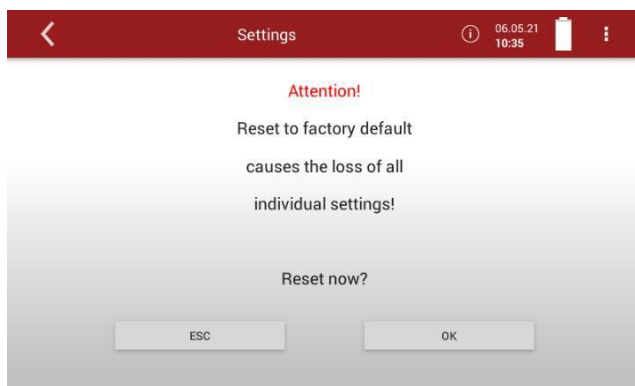 Settings
06.05.21
10:35
Attention!
Reset to factory default
causes the loss of all
individual settings!
Reset now?
ESC
OK